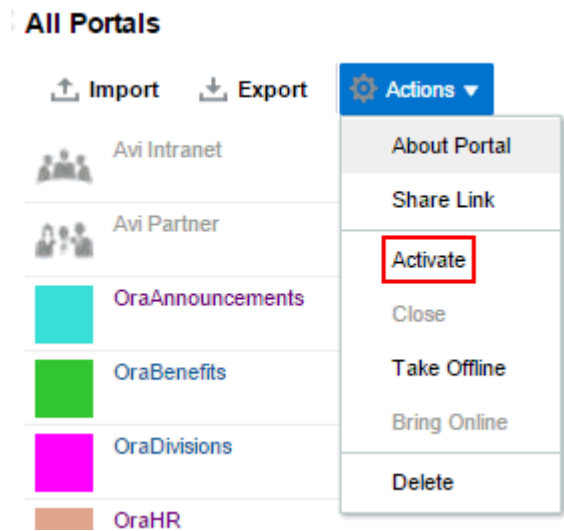 All Portals
Import Export Actions
Avi Intranet
Avi Partner
OraAnnouncements
OraBenefits
OraDivisions
OraHR
About Portal
Share Link
Activate
Close
Take Offline
Bring Online
Delete